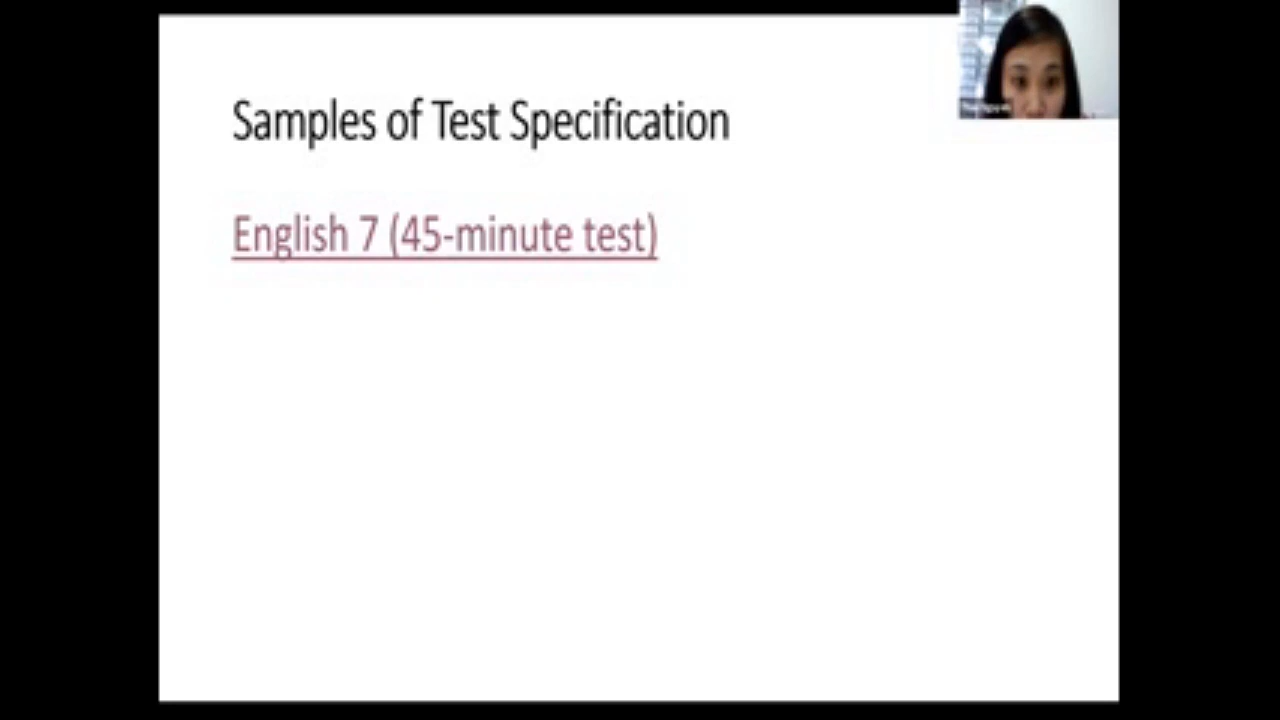 Samples of Test Specification
English 7 (45-minute test)